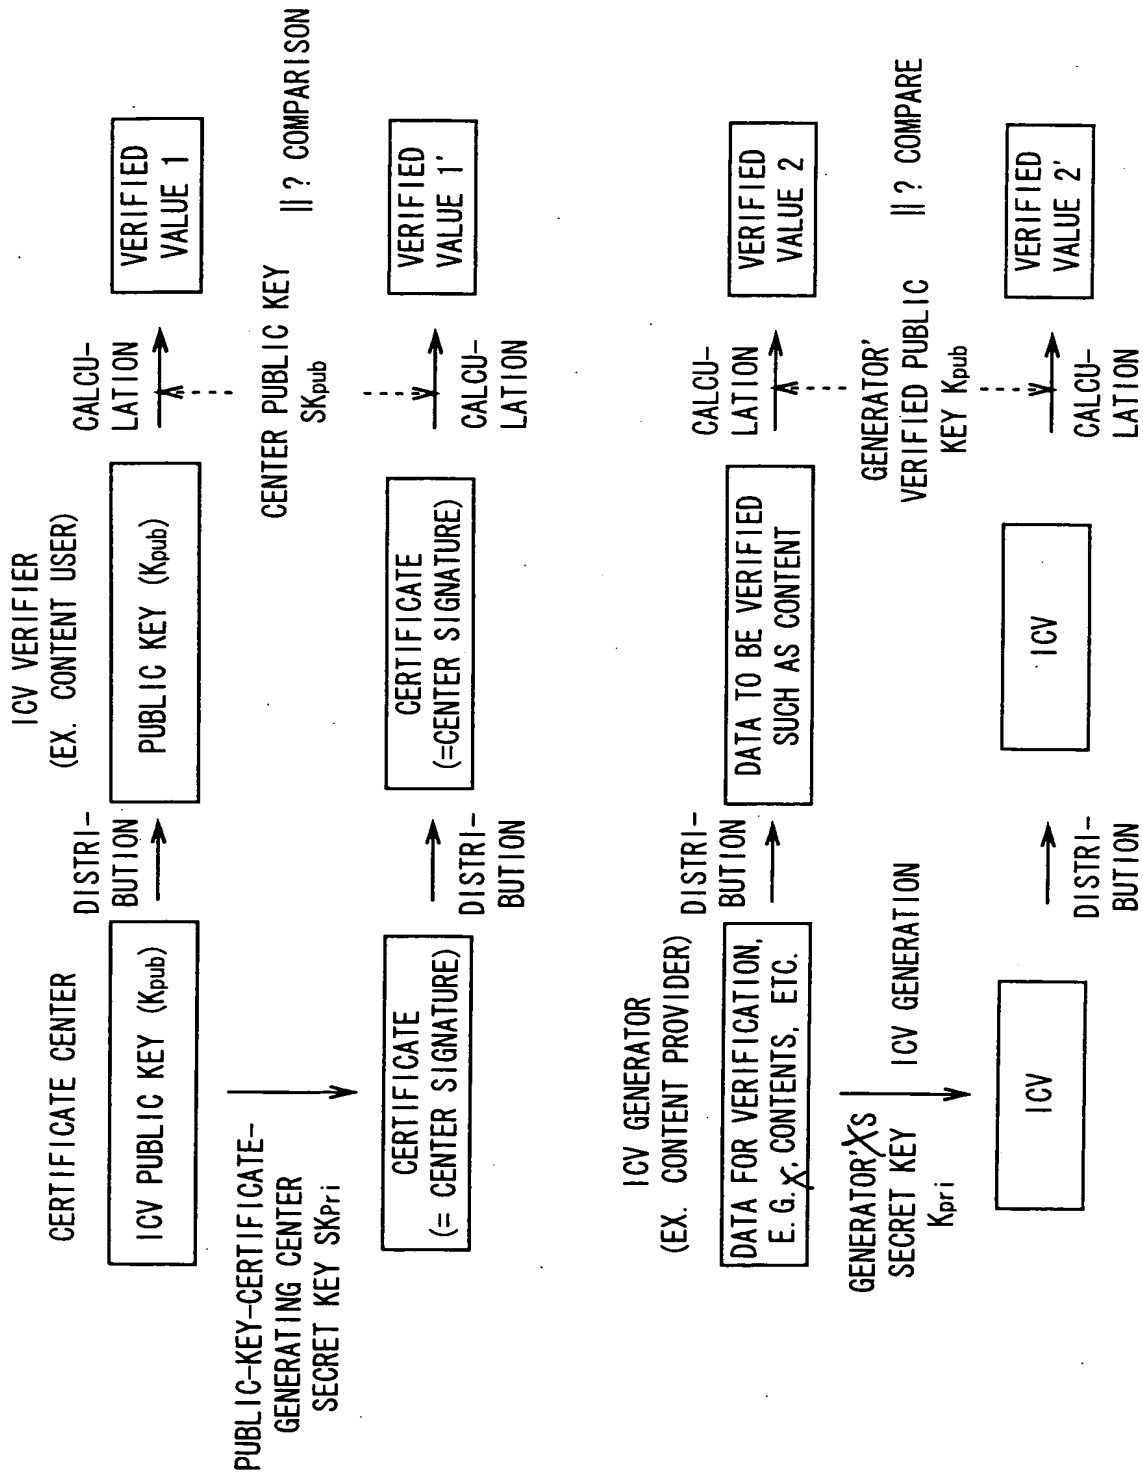 CERTIFICATE CENTER
ICV PUBLIC KEY (Kpub)
PUBLIC-KEY-CERTIFICATE-
GENERATING CENTER
SECRET KEY SKPri
CERTIFICATE
(= CENTER SIGNATURE)
DISTRI-
BUTION
DISTRI-
BUTION
ICV VERIFIER
(EX. CONTENT USER)
PUBLIC KEY (Kpub)
CERTIFICATE
(=CENTER SIGNATURE)
CALCU-
LATION
CENTER PUBLIC KEY
SKpub
CALCU-
LATION
VERIFIED
VALUE 1
||? COMPARISON
VERIFIED
VALUE 1'
ICV GENERATOR
(EX. CONTENT PROVIDER)
DATA FOR VERIFICATION,
E. G. , CONTENTS, ETC.
GENERATOR'S
SECRET KEY
Kpri
ICV GENERATION
ICV
DISTRI-
BUTION
DISTRI-
BUTION
DATA TO BE VERIFIED
SUCH AS CONTENT
ICV
CALCU-
LATION
GENERATOR'
VERIFIED PUBLIC
KEY Kpub
CALCU-
LATION
VERIFIED
VALUE 2
||? COMPARE
VERIFIED
VALUE 2'